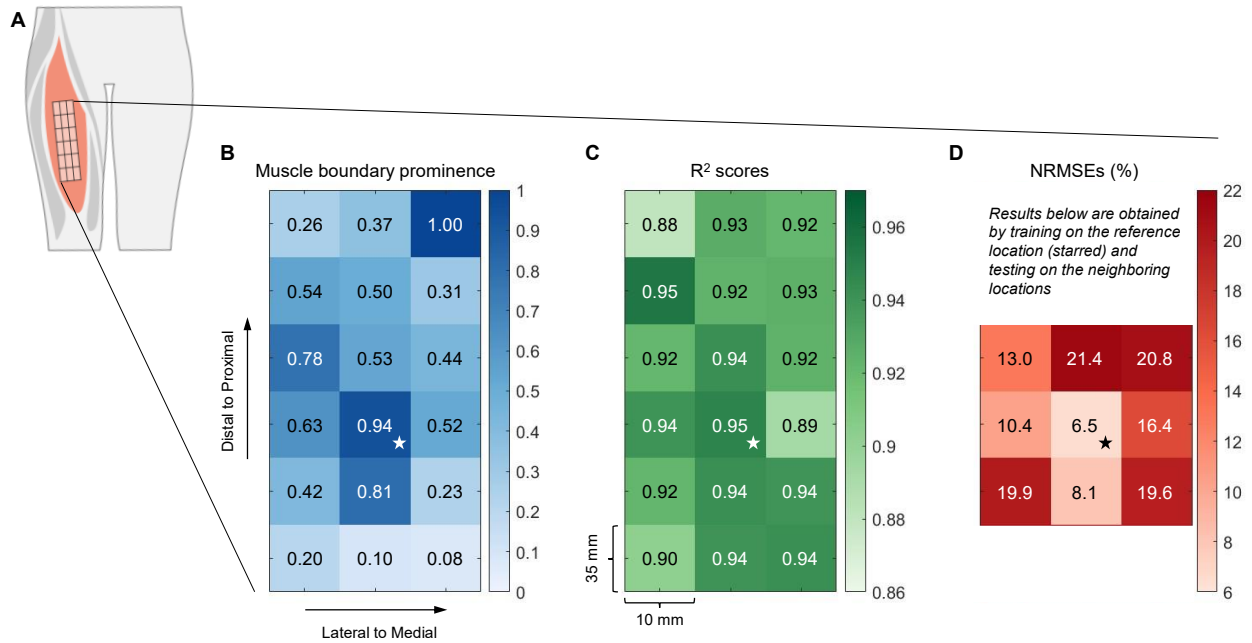 A
B
Muscle boundary prominence
0.26 0.37 1.00
0.54 0.50 0.31
0.78 0.53 0.44
0.63 0.94 0.52
0.42 0.81 0.23
0.20 0.10 0.08
1
0.9
0.8
0.7
0.6
0.5
0.4
0.3
0.2
0.1
0
Distal to Proximal
Lateral to Medial
C
R² scores
0.88 0.93 0.92
0.95 0.92 0.93
0.92 0.94 0.92
0.94 0.95 0.89
0.92 0.94 0.94
0.90 0.94 0.94
0.96
0.94
0.92
0.9
0.88
0.86
35 mm
10 mm
D
NRMSEs (%)
Results below are obtained
by training on the reference
location (starred) and
testing on the neighboring
locations
13.0 21.4 20.8
10.4 6.5 16.4
19.9 8.1 19.6
22
20
18
16
14
12
10
8
6